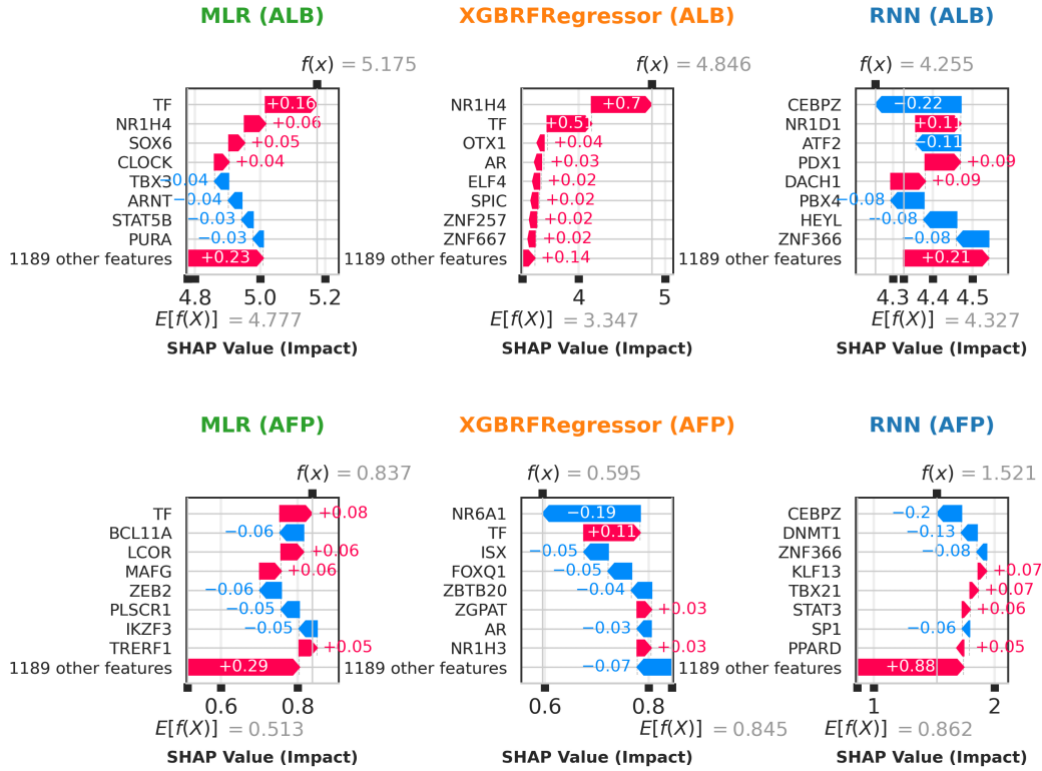 MLR (ALB)
f(x) = 5.175
TF
+0.16
NR1H4
+0.06
SOX6
+0.05
CLOCK
+0.04
TBX3
−0.04
ARNT
−0.04
STAT5B
−0.03
PURA
−0.03
1189 other features
+0.23
4.8 5.0 5.2
E[f(X)] = 4.777
SHAP Value (Impact)
XGBRFRegressor (ALB)
f(x) = 4.846
NR1H4
+0.7
TF
+0.51
OTX1
+0.04
AR
+0.03
ELF4
+0.02
SPIC
+0.02
ZNF257
+0.02
ZNF667
+0.02
1189 other features
+0.14
4 5
E[f(X)] = 3.347
SHAP Value (Impact)
RNN (ALB)
f(x) = 4.255
CEBPZ
−0.22
NR1D1
+0.11
ATF2
−0.11
PDX1
+0.09
DACH1
+0.09
PBX4
−0.08
HEYL
−0.08
ZNF366
−0.08
1189 other features
+0.21
4.3 4.4 4.5
E[f(X)] = 4.327
SHAP Value (Impact)
MLR (AFP)
f(x) = 0.837
TF
+0.08
BCL11A
−0.06
LCOR
+0.06
MAFG
+0.06
ZEB2
−0.06
PLSCR1
−0.05
IKZF3
−0.05
TRERF1
+0.05
1189 other features
+0.29
0.6 0.8
E[f(X)] = 0.513
SHAP Value (Impact)
XGBRFRegressor (AFP)
f(x) = 0.595
NR6A1
−0.19
TF
+0.11
ISX
−0.05
FOXQ1
−0.05
ZBTB20
−0.04
ZGPAT
+0.03
AR
−0.03
NR1H3
+0.03
1189 other features
−0.07
0.6 0.8
E[f(X)] = 0.845
SHAP Value (Impact)
RNN (AFP)
f(x) = 1.521
CEBPZ
−0.2
DNMT1
−0.13
ZNF366
−0.08
KLF13
+0.07
TBX21
+0.07
STAT3
+0.06
SP1
−0.06
PPARD
+0.05
1189 other features
+0.88
1 2
E[f(X)] = 0.862
SHAP Value (Impact)